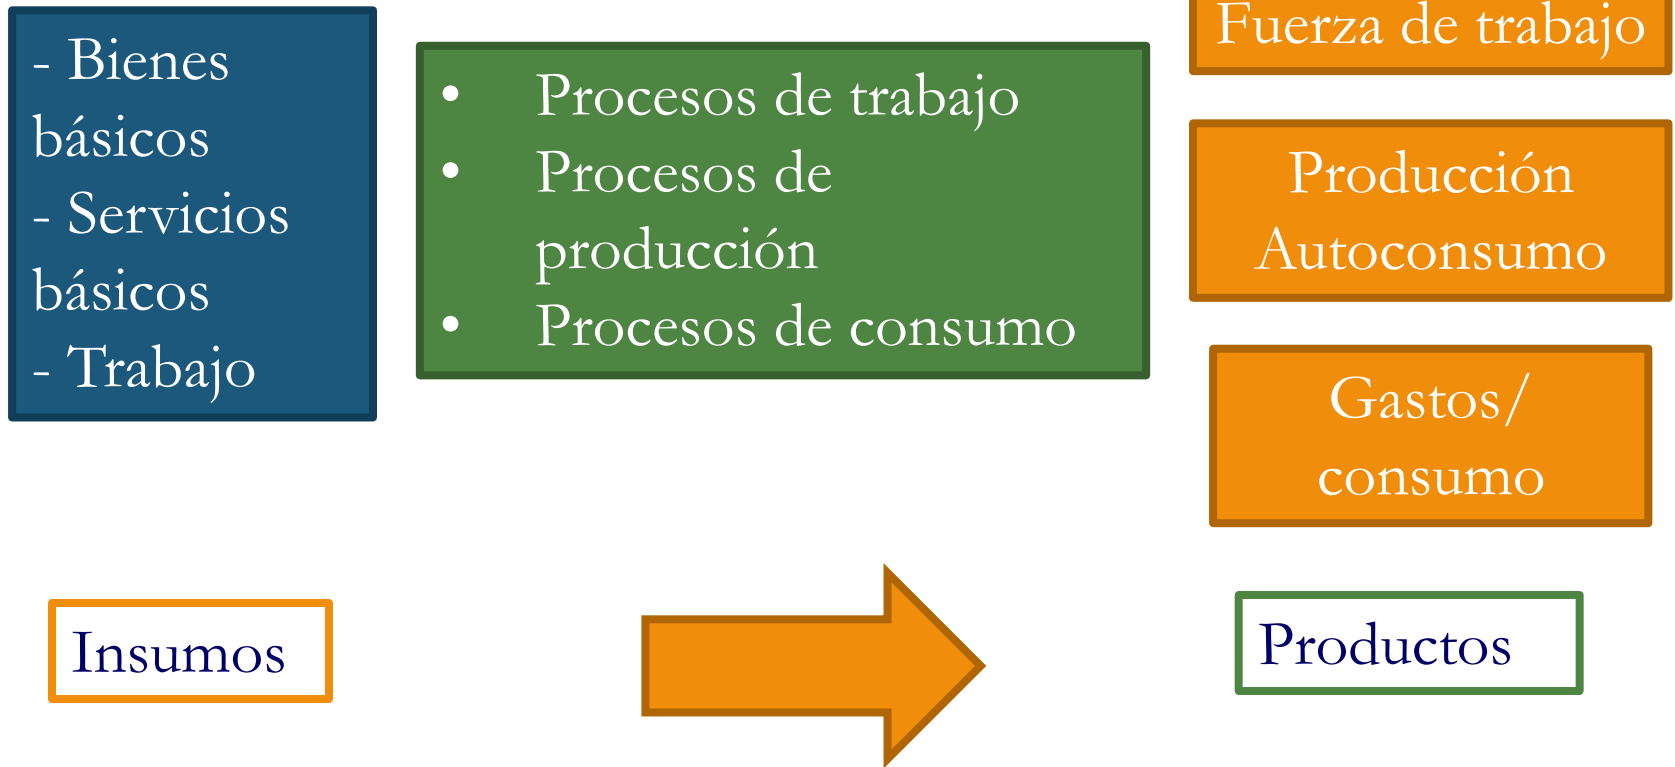 - Bienes
básicos
- Servicios
básicos
- Trabajo
• Procesos de trabajo
• Procesos de
producción
• Procesos de consumo
Fuerza de trabajo
Producción
Autoconsumo
Gastos/
consumo
Insumos
Productos